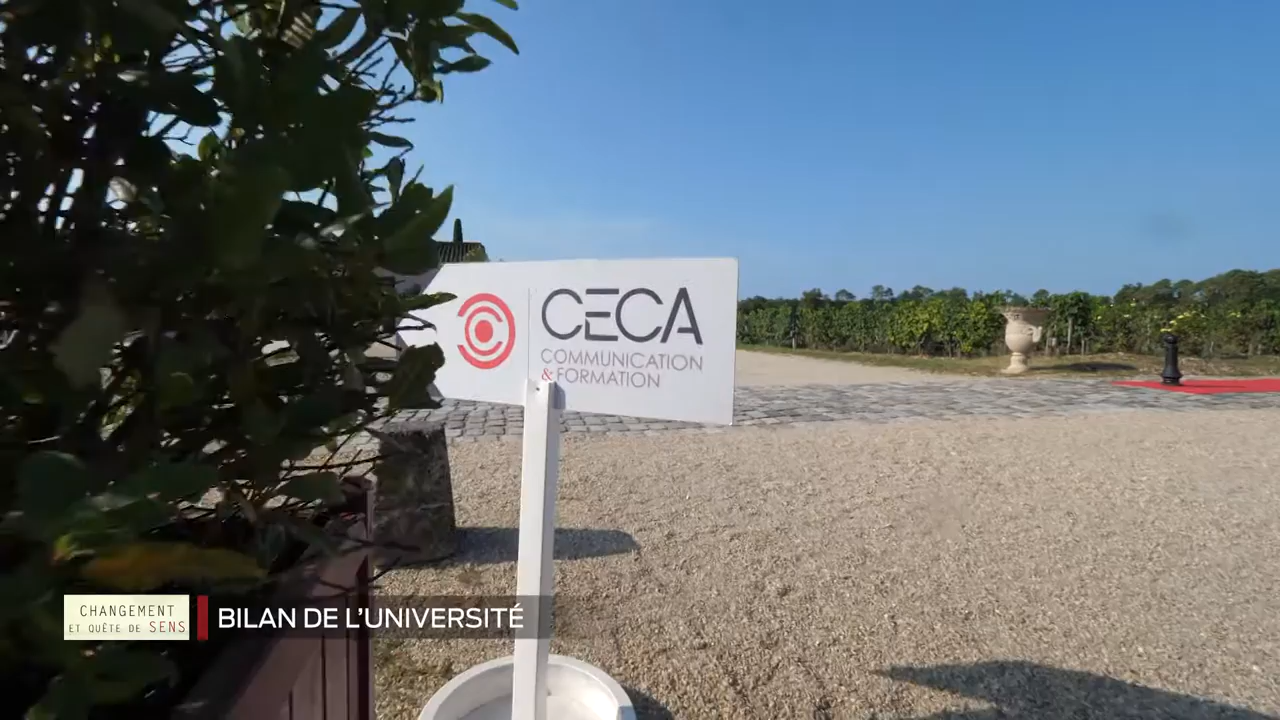 CECA
COMMUNICATION
& FORMATION
CHANGEMENT
ET QUÊTE DE SENS
BILAN DE L'UNIVERSITÉ